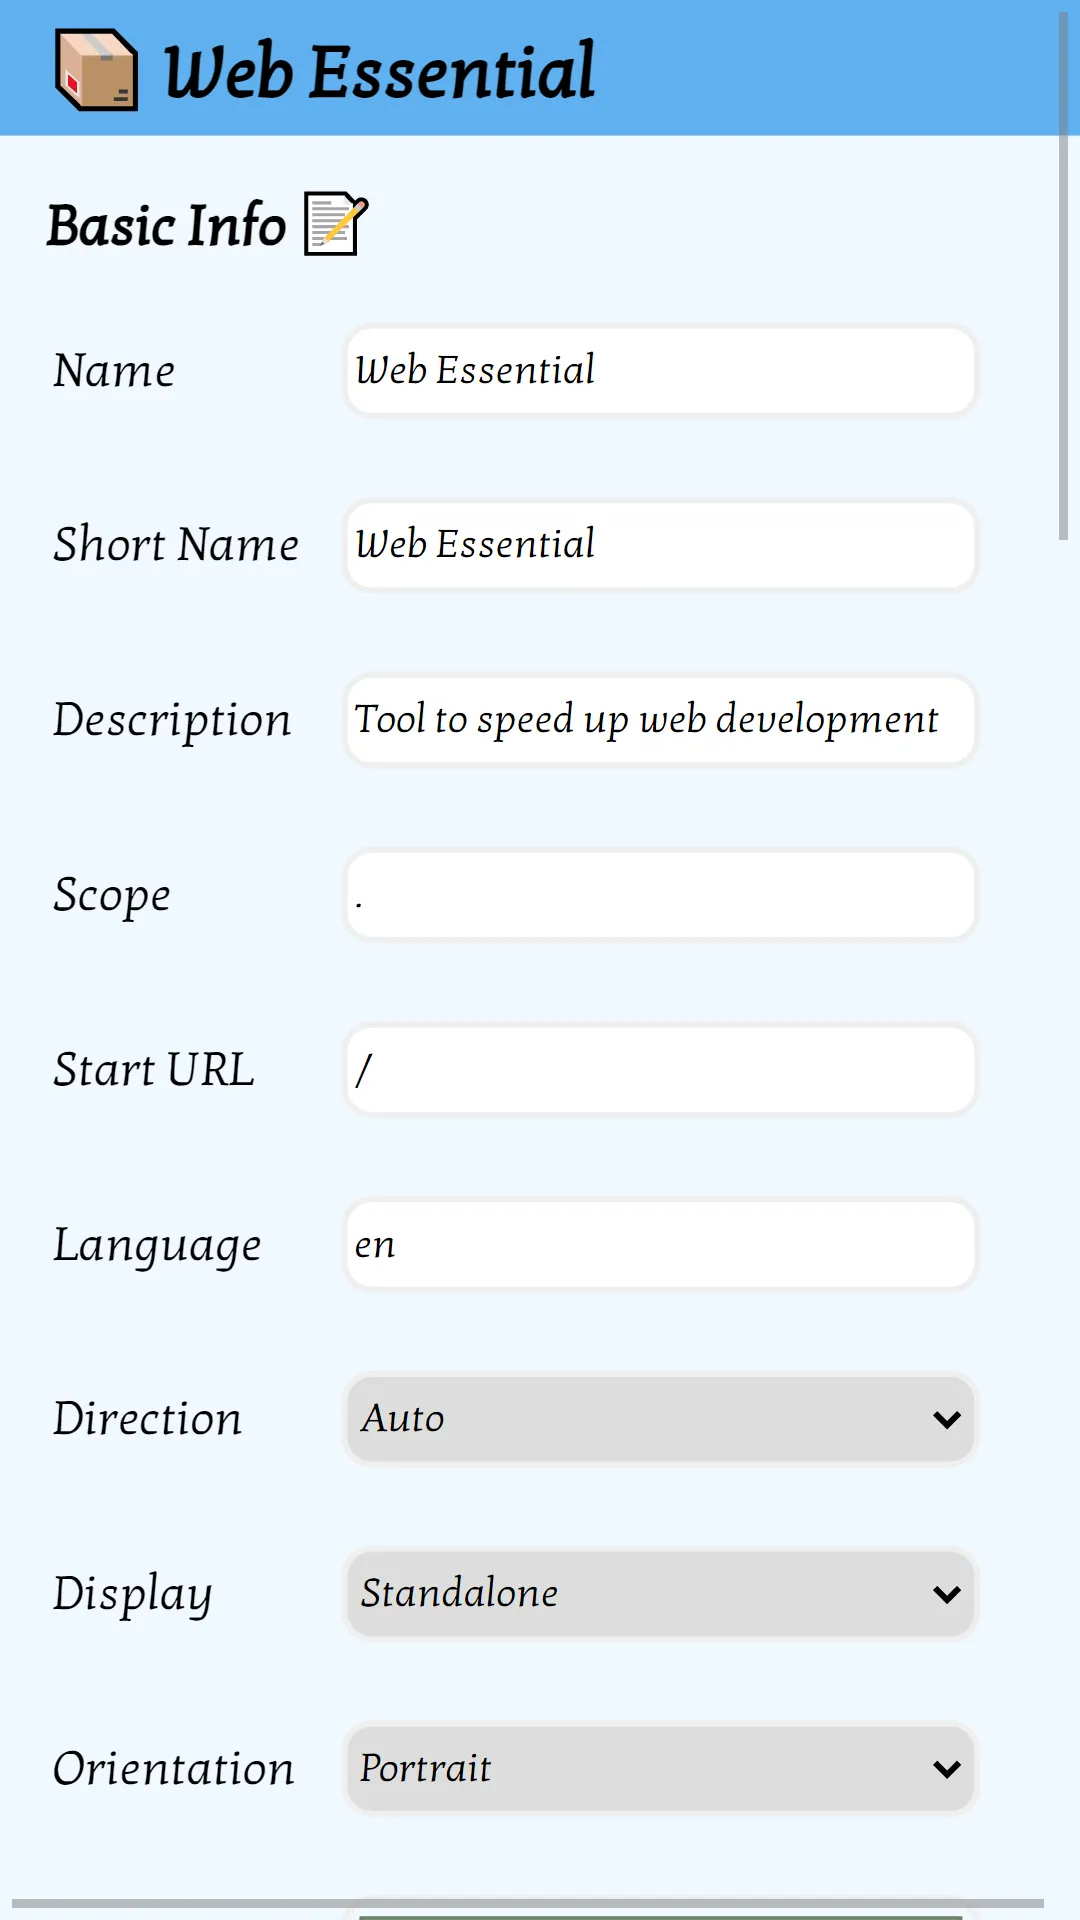 Web Essential
Basic Info
Name Web Essential
Short Name Web Essential
Description Tool to speed up web development
Scope .
Start URL /
Language en
Direction Auto
Display Standalone
Orientation Portrait